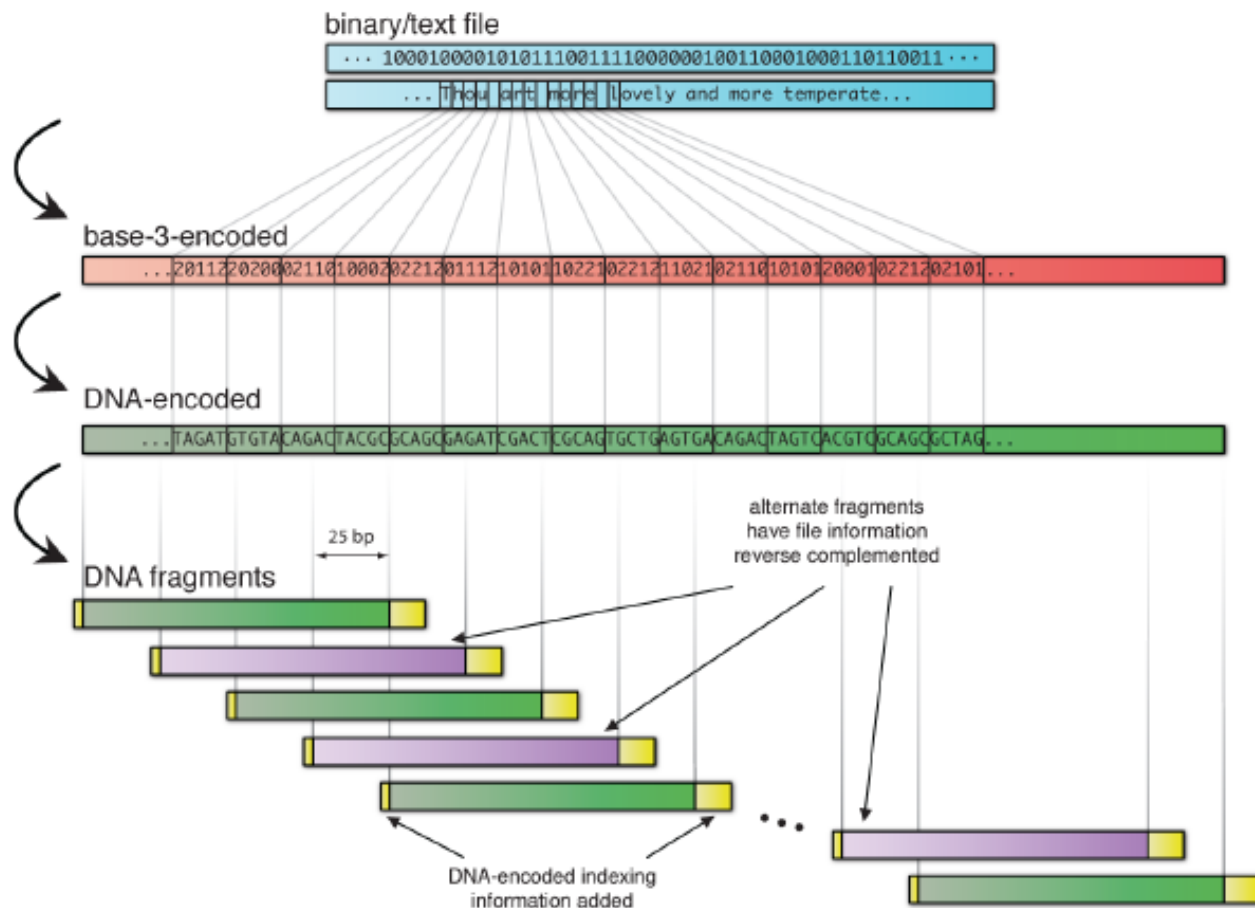 binary/text file
··· 1000100001010111001111000000100110001000110110011 ···
...Thou art more lovely and more temperate...
base-3-encoded
...201122020002110100020221201112101011022102212110210211010101200010221202101...
DNA-encoded
...TAGATGTGTACAGACTACGCGCAGCGAGATCGACTCGCAGTGCTGAGTGACAGACTAGTCACGTCGCAGCGCTAG...
alternate fragments
have file information
reverse complemented
25 bp
DNA fragments
DNA-encoded indexing
information added